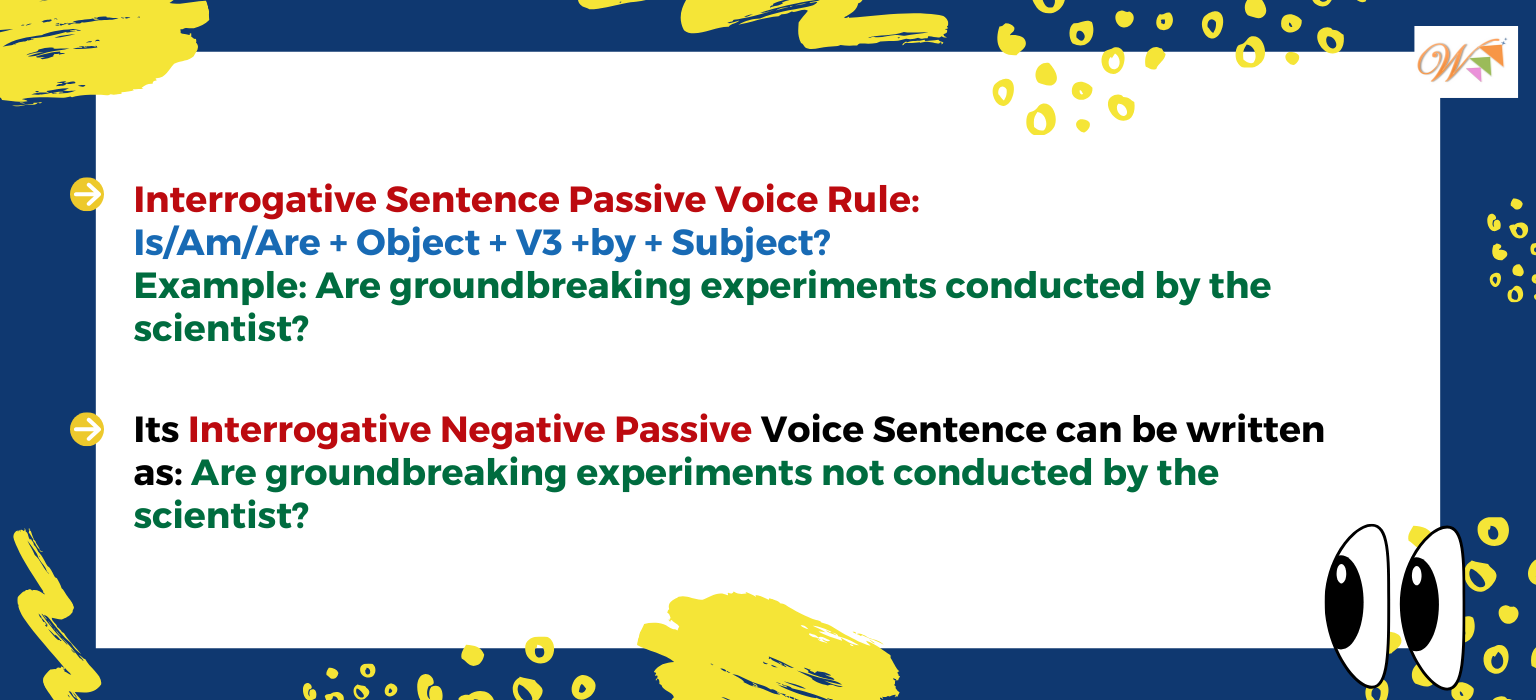 W
Interrogative Sentence Passive Voice Rule:
Is/Am/Are + Object + V3 +by + Subject?
Example: Are groundbreaking experiments conducted by the
scientist?
Its Interrogative Negative Passive Voice Sentence can be written
as: Are groundbreaking experiments not conducted by the
scientist?